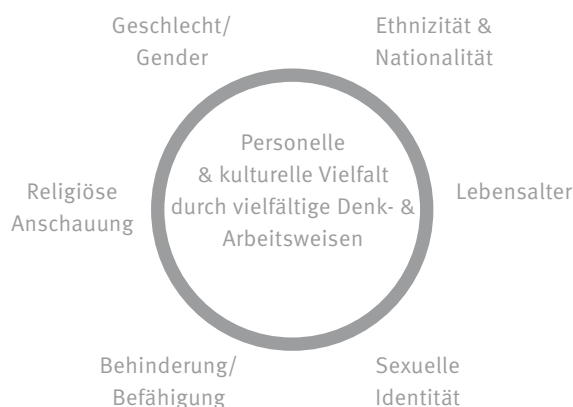 Geschlecht/
Gender
Ethnizität &
Nationalität
Personelle
& kulturelle Vielfalt
durch vielfältige Denk- &
Arbeitsweisen
Religiöse
Anschauung
Lebensalter
Behinderung/
Befähigung
Sexuelle
Identität